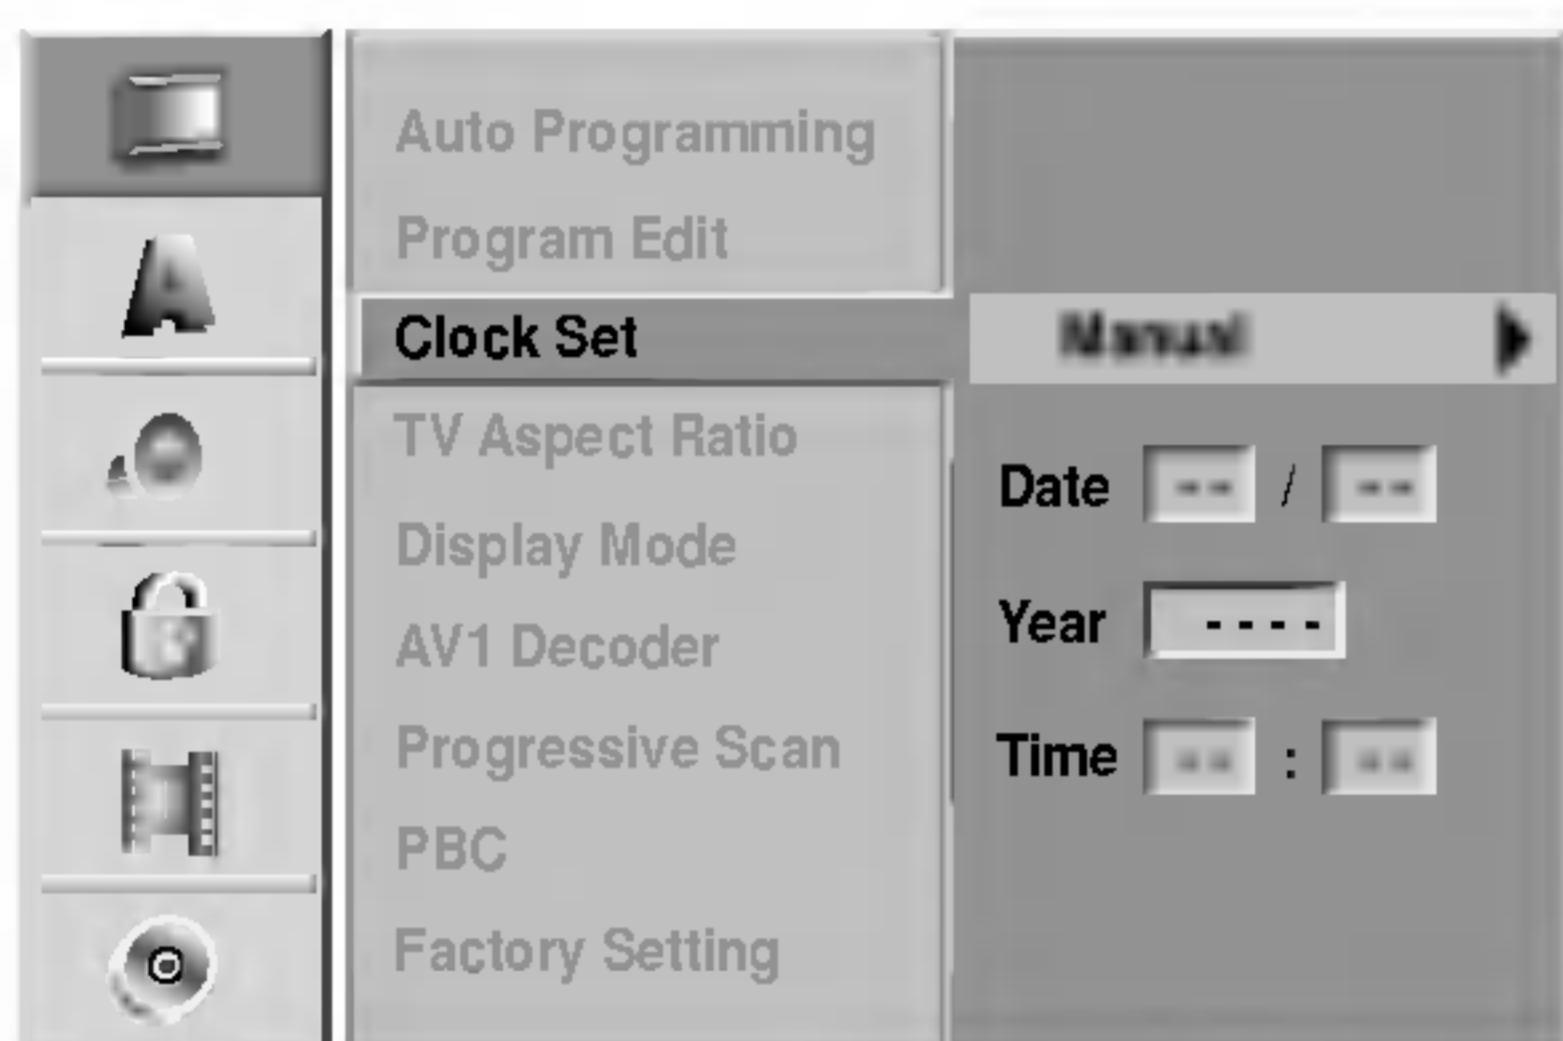 Auto Programming
Program Edit
Clock Set
Manual
TV Aspect Ratio
Display Mode
AV1 Decoder
Progressive Scan
PBC
Factory Setting
Date -- / --
Year ----
Time -- : --